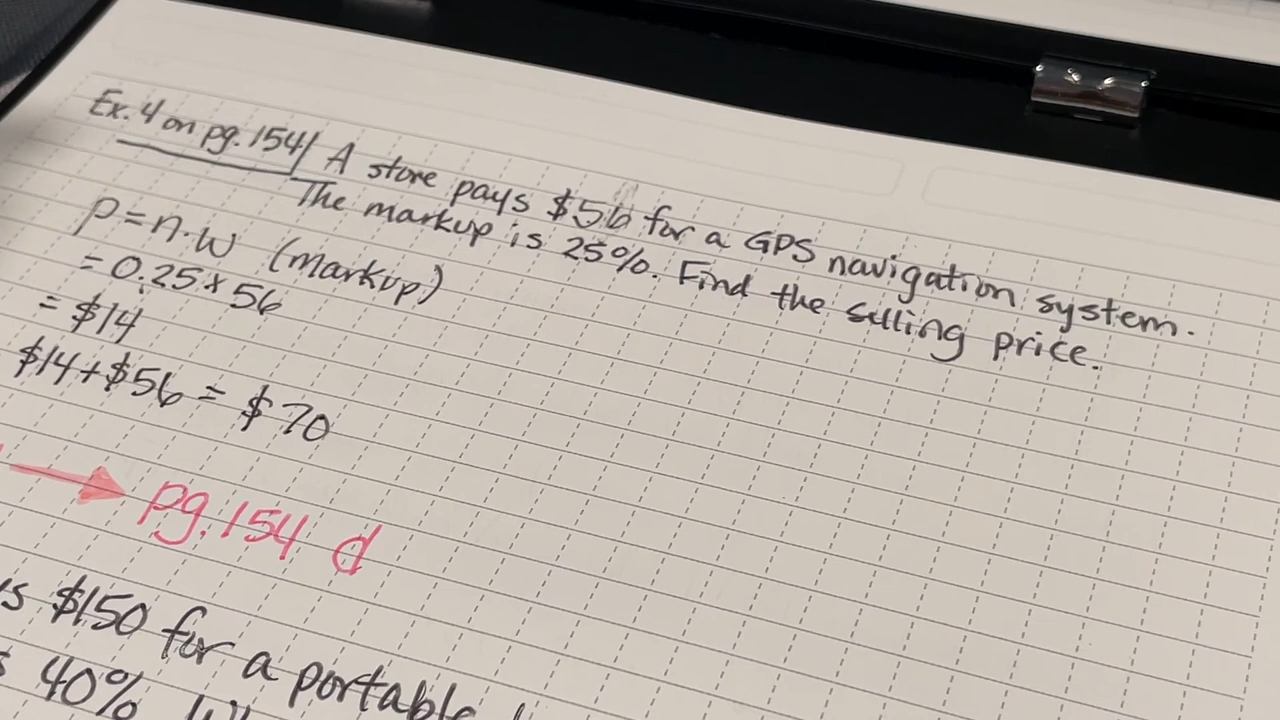 Ex. 4 on pg. 154 A store pays $56 for a GPS navigation system.
The markup is 25%. Find the selling price.
p = n · w (markup)
= 0.25 x 56
= $14
$14 + $56 = $70
pg. 154 d
$150 for a portable
40%